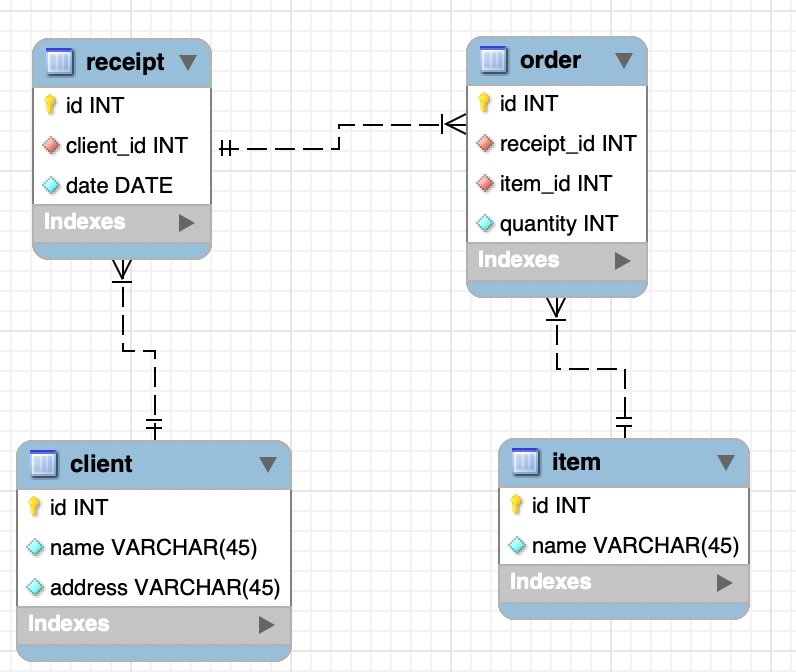 receipt
id INT
client_id INT
date DATE
Indexes
order
id INT
receipt_id INT
item_id INT
quantity INT
Indexes
client
id INT
name VARCHAR(45)
address VARCHAR(45)
Indexes
item
id INT
name VARCHAR(45)
Indexes